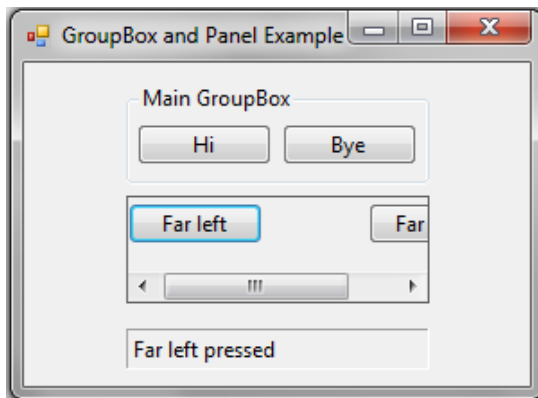 GroupBox and Panel Example
Main GroupBox
Hi Bye
Far left Far
Far left pressed